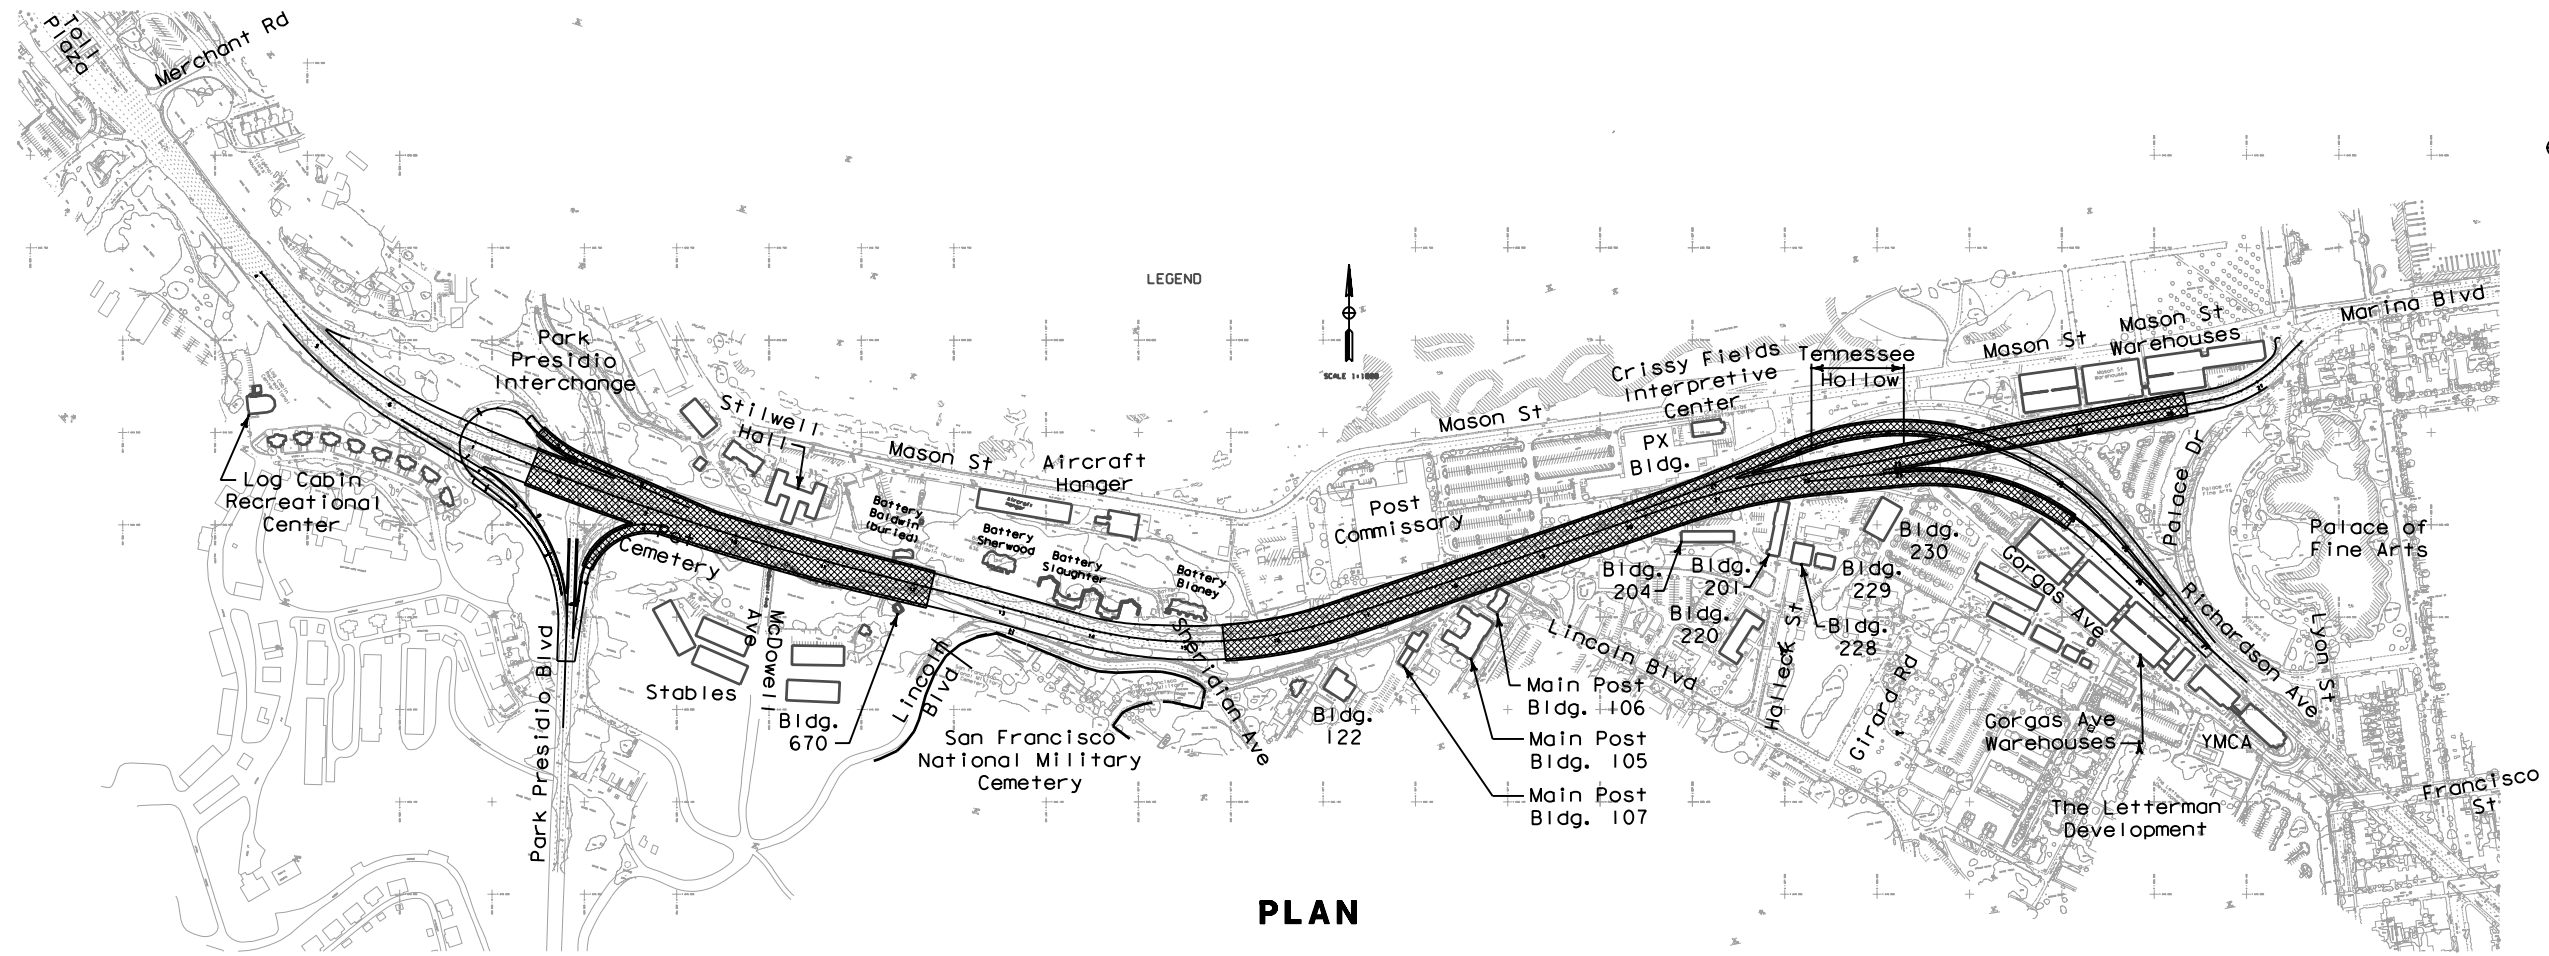 Toll
Plaza
Merchant Rd
LEGEND
SCALE 1:1000
Park
Presidio
Interchange
Stilwell
Hall
Mason St
Aircraft
Hanger
Log Cabin
Recreational
Center
Pet
Cemetery
Battery
Baldwin
(buried)
Battery
Sherwood
Battery
Slaughter
Battery
Blaney
Stables
McDowell
Ave
Park Presidio Blvd
Bldg.
670
Lincoln
Blvd
San Francisco
National Military
Cemetery
Sheridian Ave
Bldg.
122
Post
Commissary
Mason St
Crissy Fields
Interpretive
Center
PX
Bldg.
Tennessee
Hollow
Mason St
Mason St
Warehouses
Marina Blvd
Palace Dr
Palace of
Fine Arts
Bldg.
204
Bldg.
201
Bldg.
220
Bldg.
230
Bldg.
229
Bldg.
228
Lincoln Blvd
Halleck St
Girard Rd
Gorgas Ave
Richardson Ave
Lyon St
Main Post
Bldg. 106
Main Post
Bldg. 105
Main Post
Bldg. 107
Gorgas Ave
Warehouses
YMCA
The Letterman
Development
Francisco
St
PLAN